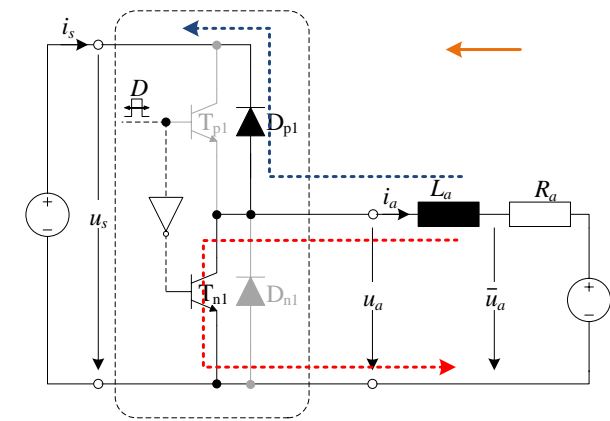 i_s
D
T_p1
D_p1
i_a
L_a
R_a
+
−
u_s
T_n1
D_n1
u_a
ū_a
+
−